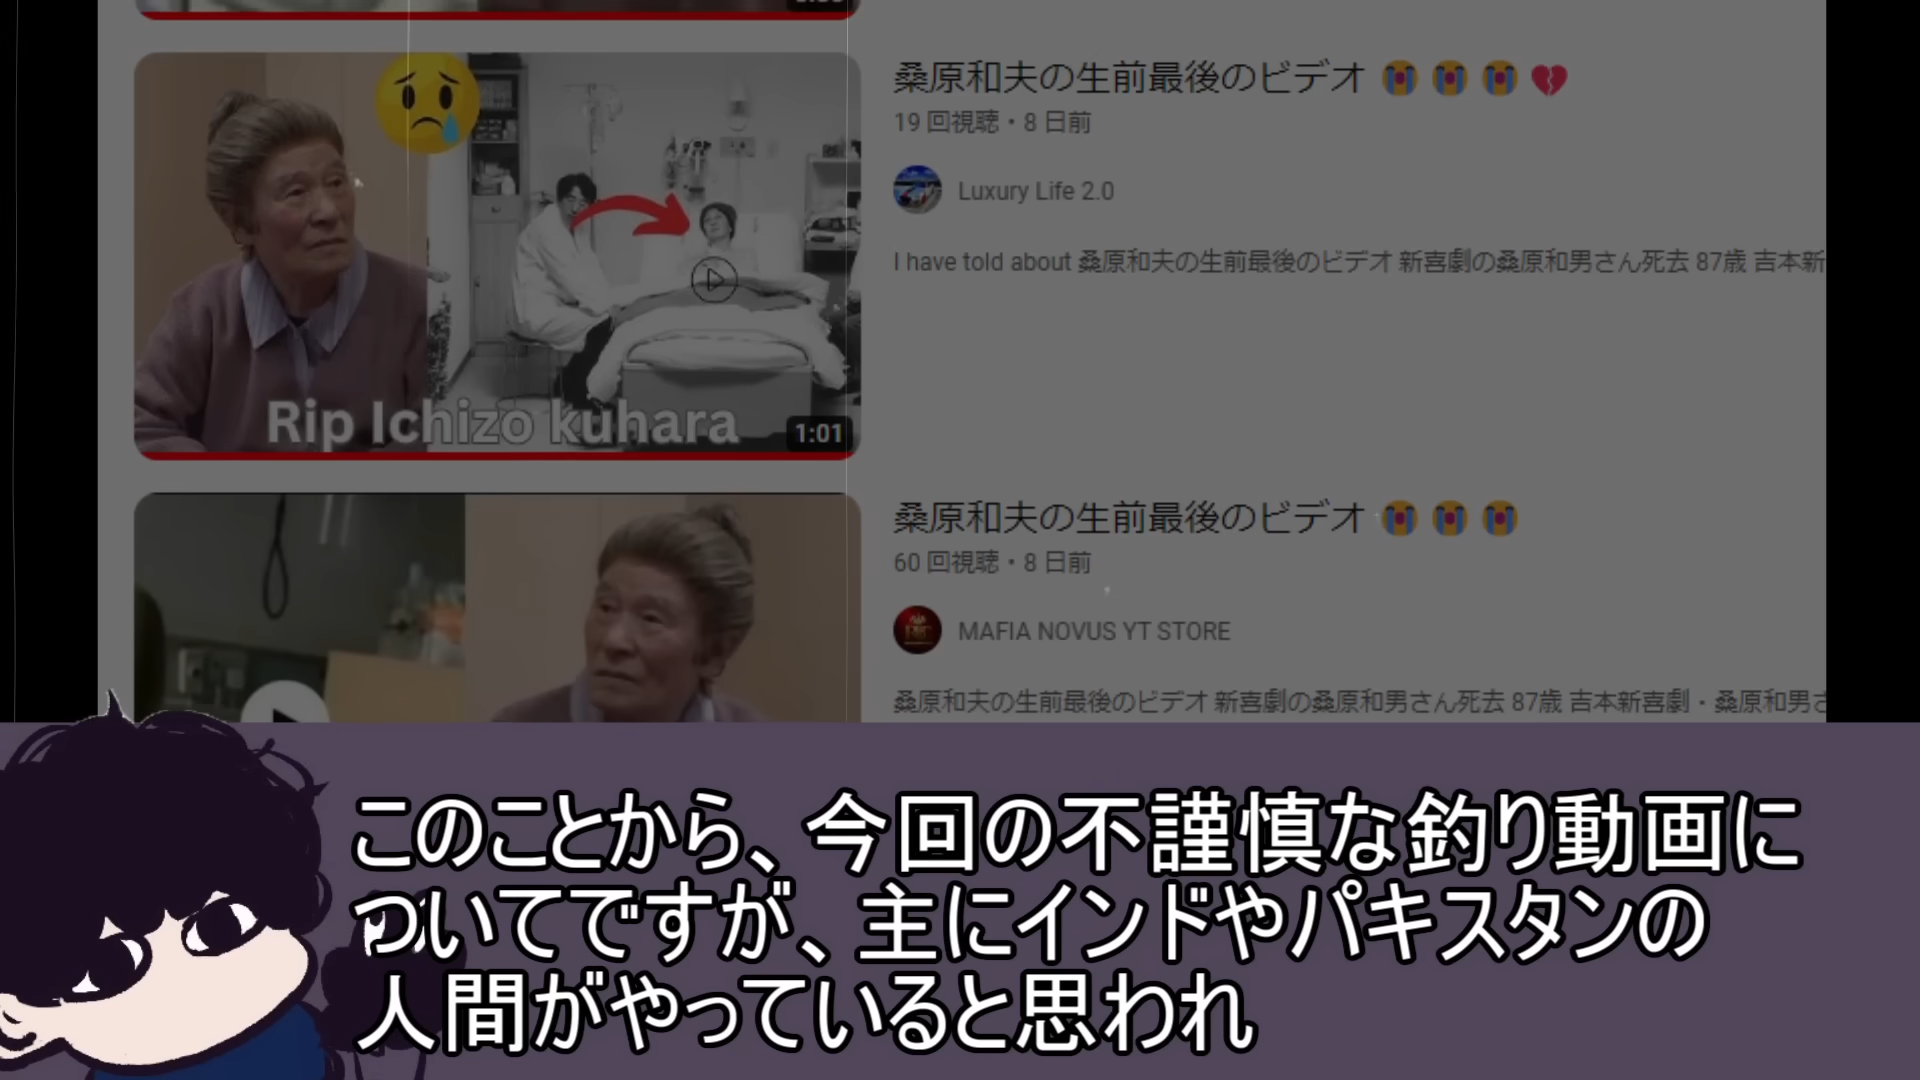 桑原和夫の生前最後のビデオ 😭 😭 😭 💔
19 回視聴・8 日前
Luxury Life 2.0
I have told about 桑原和夫の生前最後のビデオ 新喜劇の桑原和男さん死去 87歳 吉本新
Rip Ichizo kuhara
1:01
桑原和夫の生前最後のビデオ 😭 😭 😭
60 回視聴・8 日前
MAFIA NOVUS YT STORE
桑原和夫の生前最後のビデオ 新喜劇の桑原和男さん死去 87歳 吉本新喜劇・桑原和男さ
このことから、今回の不謹慎な釣り動画に
ついてですが、主にインドやパキスタンの
人間がやっていると思われ